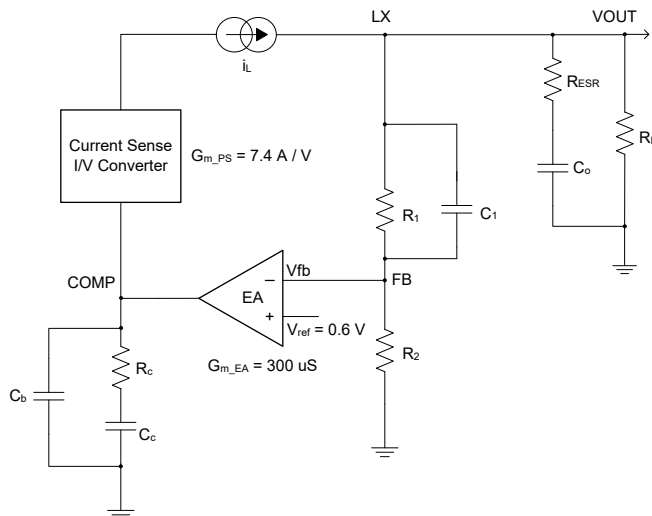 LX
VOUT
iL
RESR
Current Sense
I/V Converter
Gm_PS = 7.4 A / V
Co
R1
C1
COMP
Vfb
FB
EA
Vref = 0.6 V
Gm_EA = 300 uS
R2
Rc
Cb
Cc